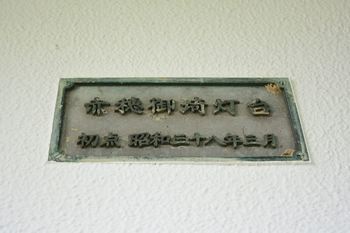 赤穂御埼灯台
初点 昭和三十八年三月